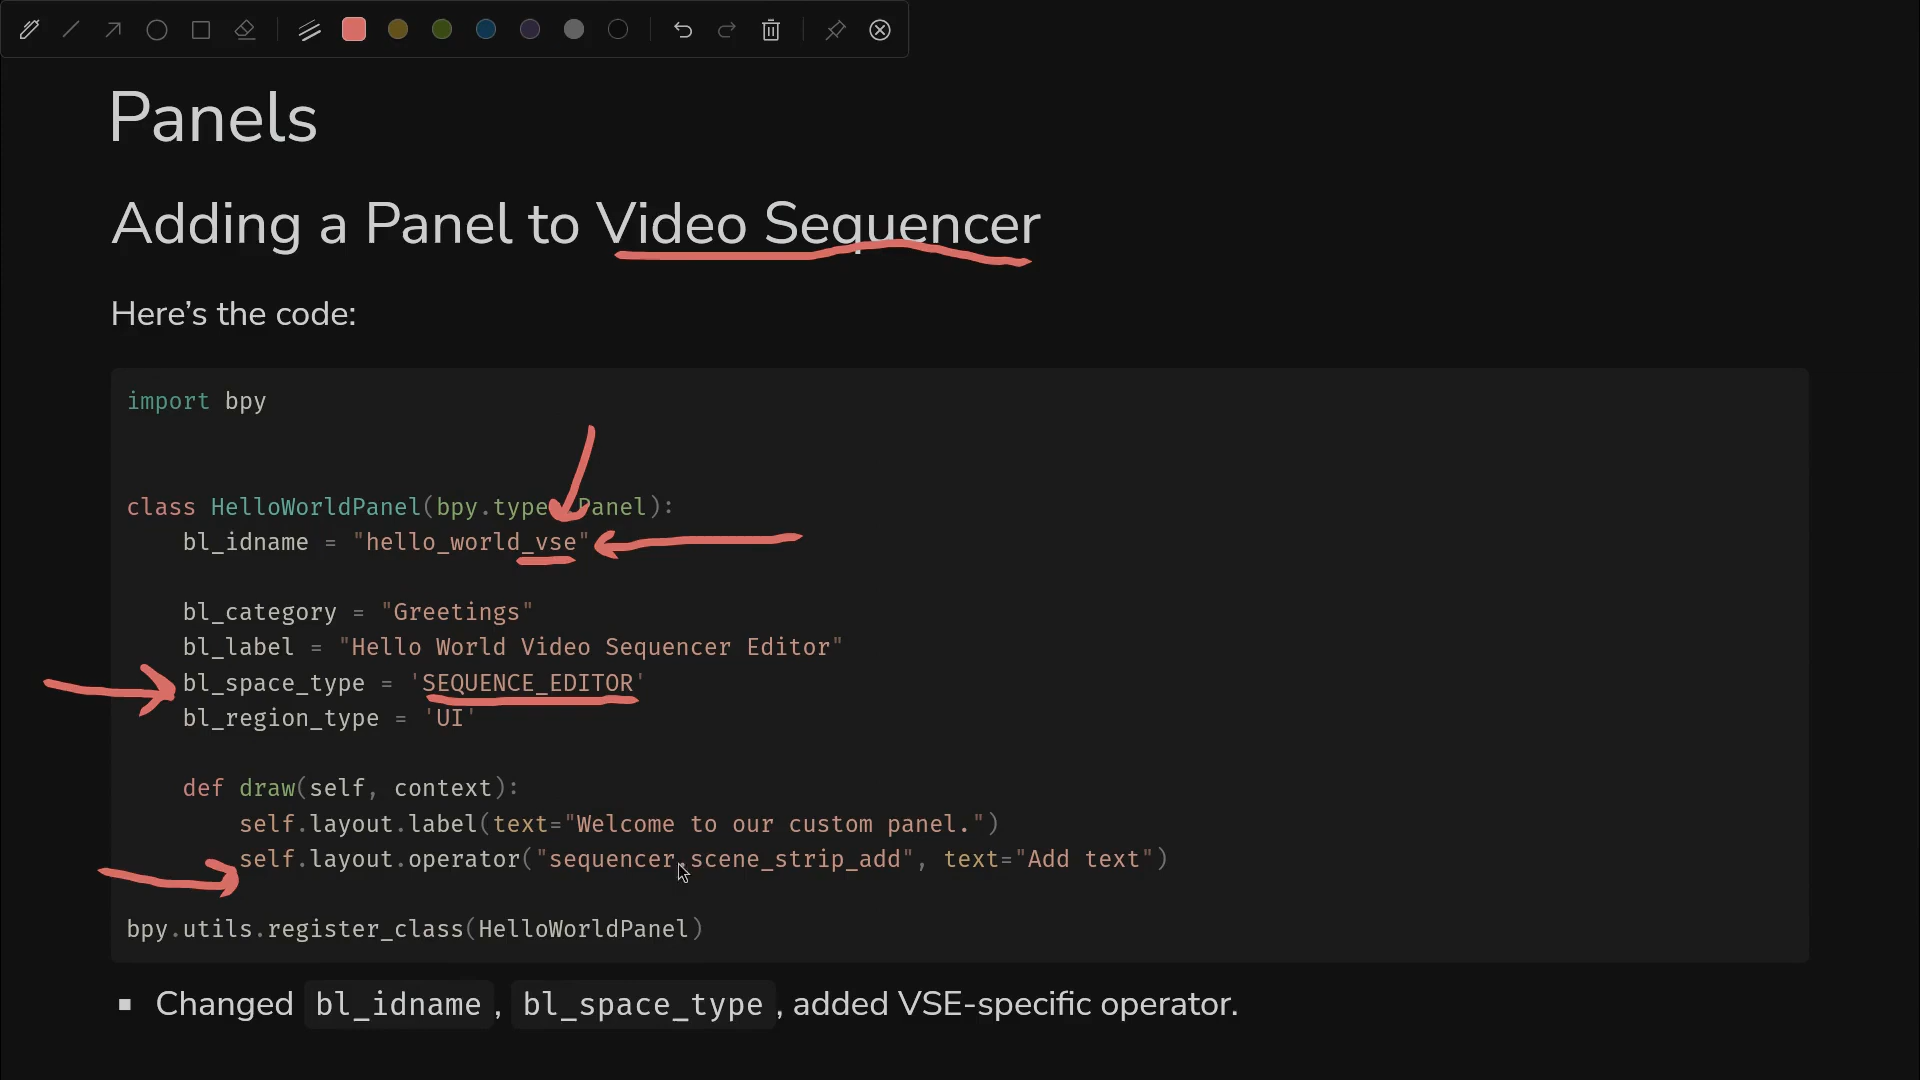 Panels
Adding a Panel to Video Sequencer
Here’s the code:
import bpy
class HelloWorldPanel(bpy.type Panel):
    bl_idname = "hello_world_vse"
    bl_category = "Greetings"
    bl_label = "Hello World Video Sequencer Editor"
    bl_space_type = 'SEQUENCE_EDITOR'
    bl_region_type = 'UI'
    def draw(self, context):
        self.layout.label(text="Welcome to our custom panel.")
        self.layout.operator("sequencer.scene_strip_add", text="Add text")
bpy.utils.register_class(HelloWorldPanel)
▪ Changed bl_idname, bl_space_type, added VSE-specific operator.